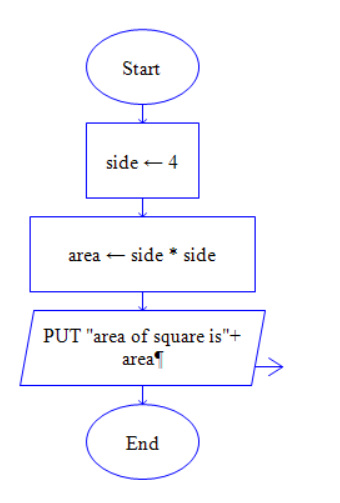 Start
side ← 4
area ← side * side
PUT "area of square is"+
area¶
End